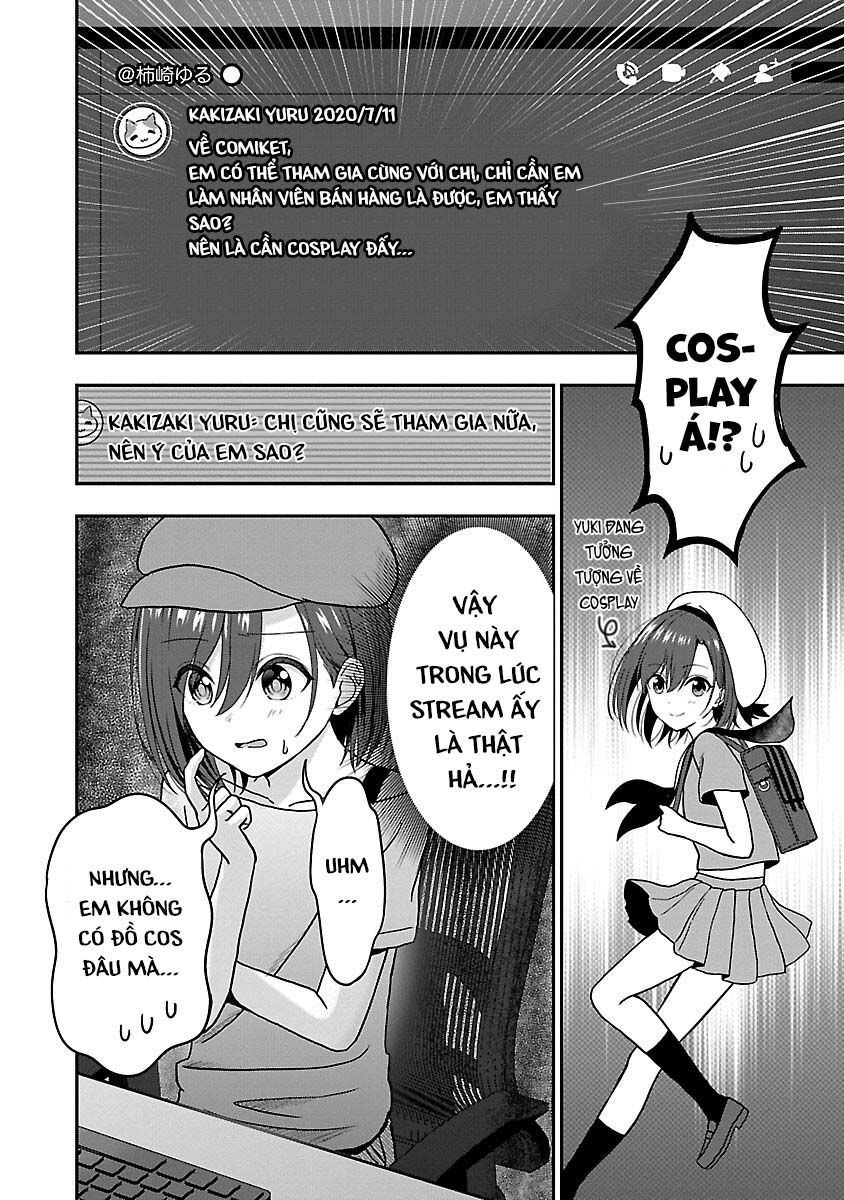 @柿崎ゆる
KAKIZAKI YURU 2020/7/11
VỀ COMIKET,
EM CÓ THỂ THAM GIA CÙNG VỚI CHỊ, CHỈ CẦN EM
LÀM NHÂN VIÊN BÁN HÀNG LÀ ĐƯỢC, EM THẤY
SAO?
NÊN LÀ CẦN COSPLAY ĐẤY...
COS-
PLAY
Á!?
KAKIZAKI YURU: CHỊ CŨNG SẼ THAM GIA NỮA,
NÊN Ý CỦA EM SAO?
YUKI ĐANG
TƯỞNG
TƯỢNG VỀ
COSPLAY
VẬY
VỤ NÀY
TRONG LÚC
STREAM ẤY
LÀ THẬT
HẢ...!!
UHM
...
NHƯNG...
EM KHÔNG
CÓ ĐỒ COS
ĐÂU MÀ...